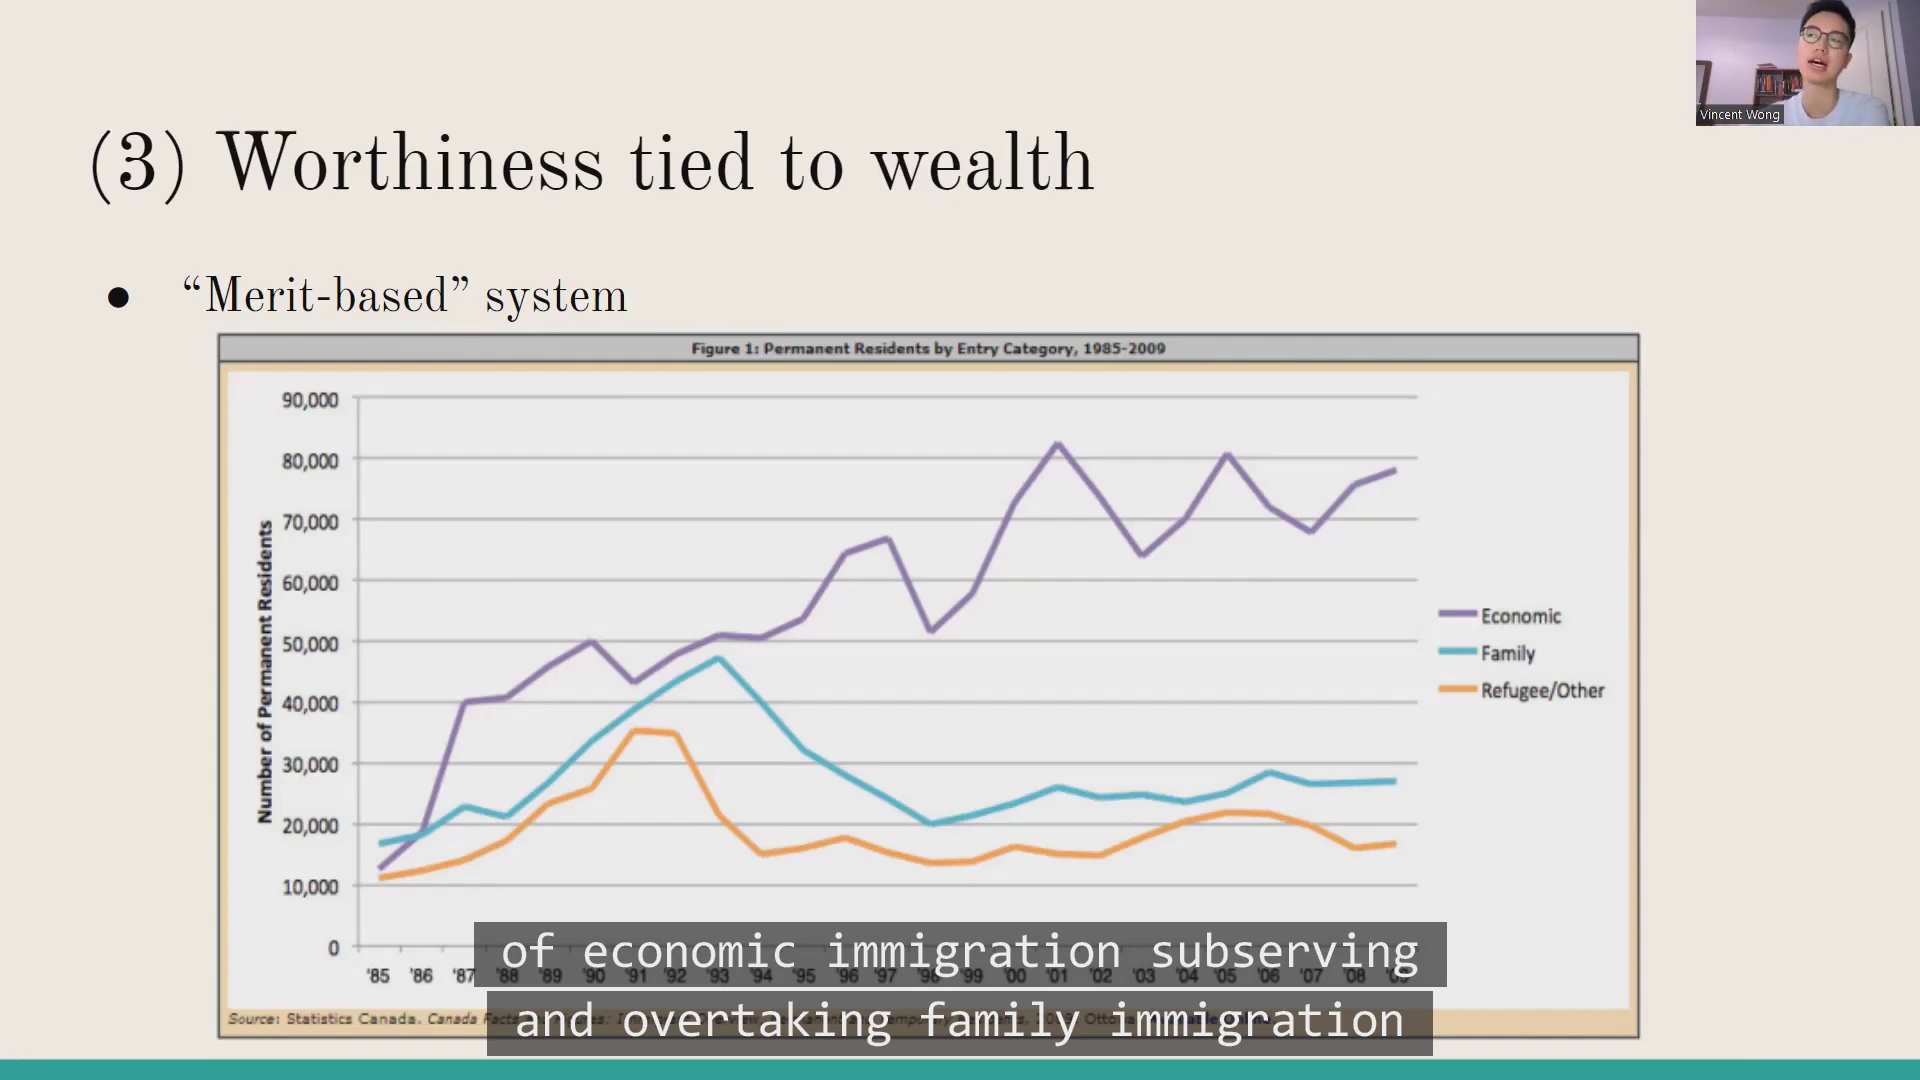 Vincent Wong
(3) Worthiness tied to wealth
● “Merit-based” system
Figure 1: Permanent Residents by Entry Category, 1985-2009
Number of Permanent Residents
90,000
80,000
70,000
60,000
50,000
40,000
30,000
20,000
10,000
0
Economic
Family
Refugee/Other
'85 '86 '87 '88 '89 '90 '91 '92 '93 '94 '95 '96 '97 '98 '99 '00 '01 '02 '03 '04 '05 '06 '07 '08 '09
of economic immigration subserving
and overtaking family immigration
Source: Statistics Canada. Canada Facts